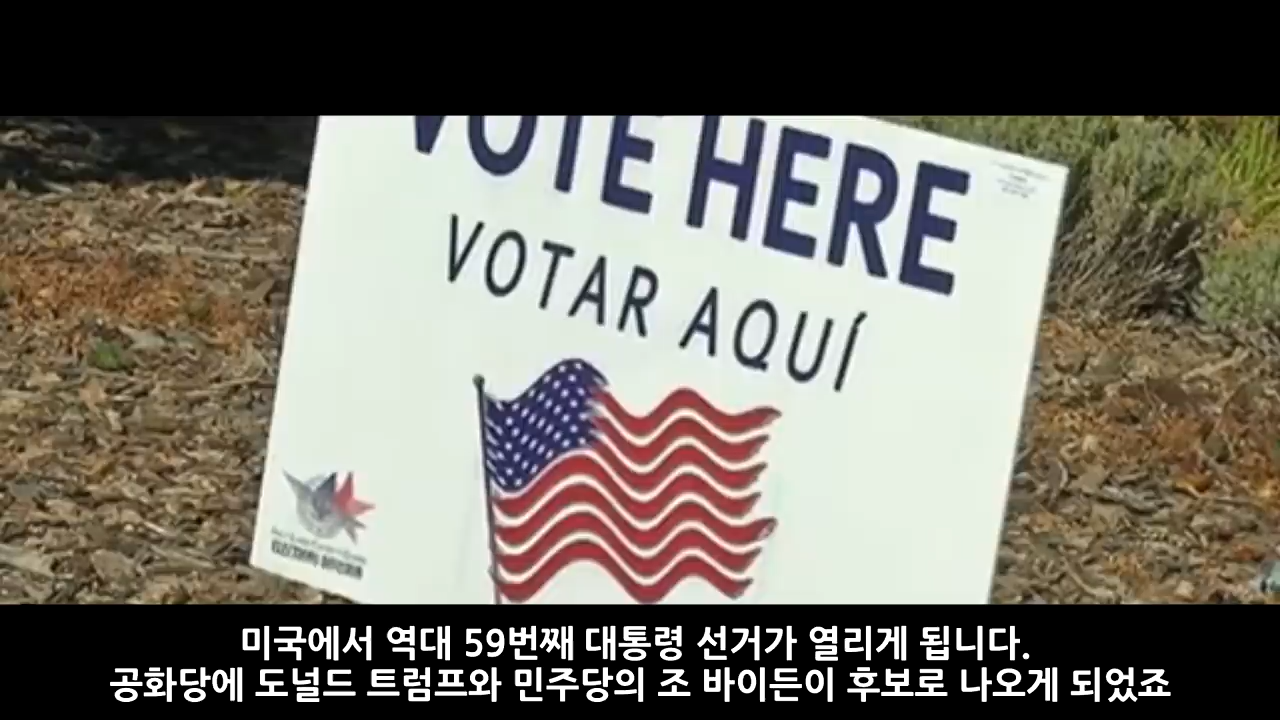 VOTE HERE
VOTAR AQUÍ
미국에서 역대 59번째 대통령 선거가 열리게 됩니다.
공화당에 도널드 트럼프와 민주당의 조 바이든이 후보로 나오게 되었죠